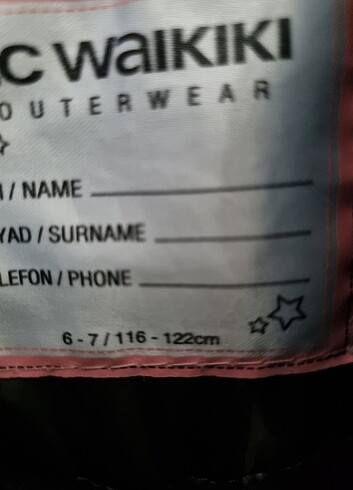 C WAIKIKI
OUTERWEAR
/ NAME
YAD / SURNAME
LEFON / PHONE
6 - 7 / 116 - 122cm